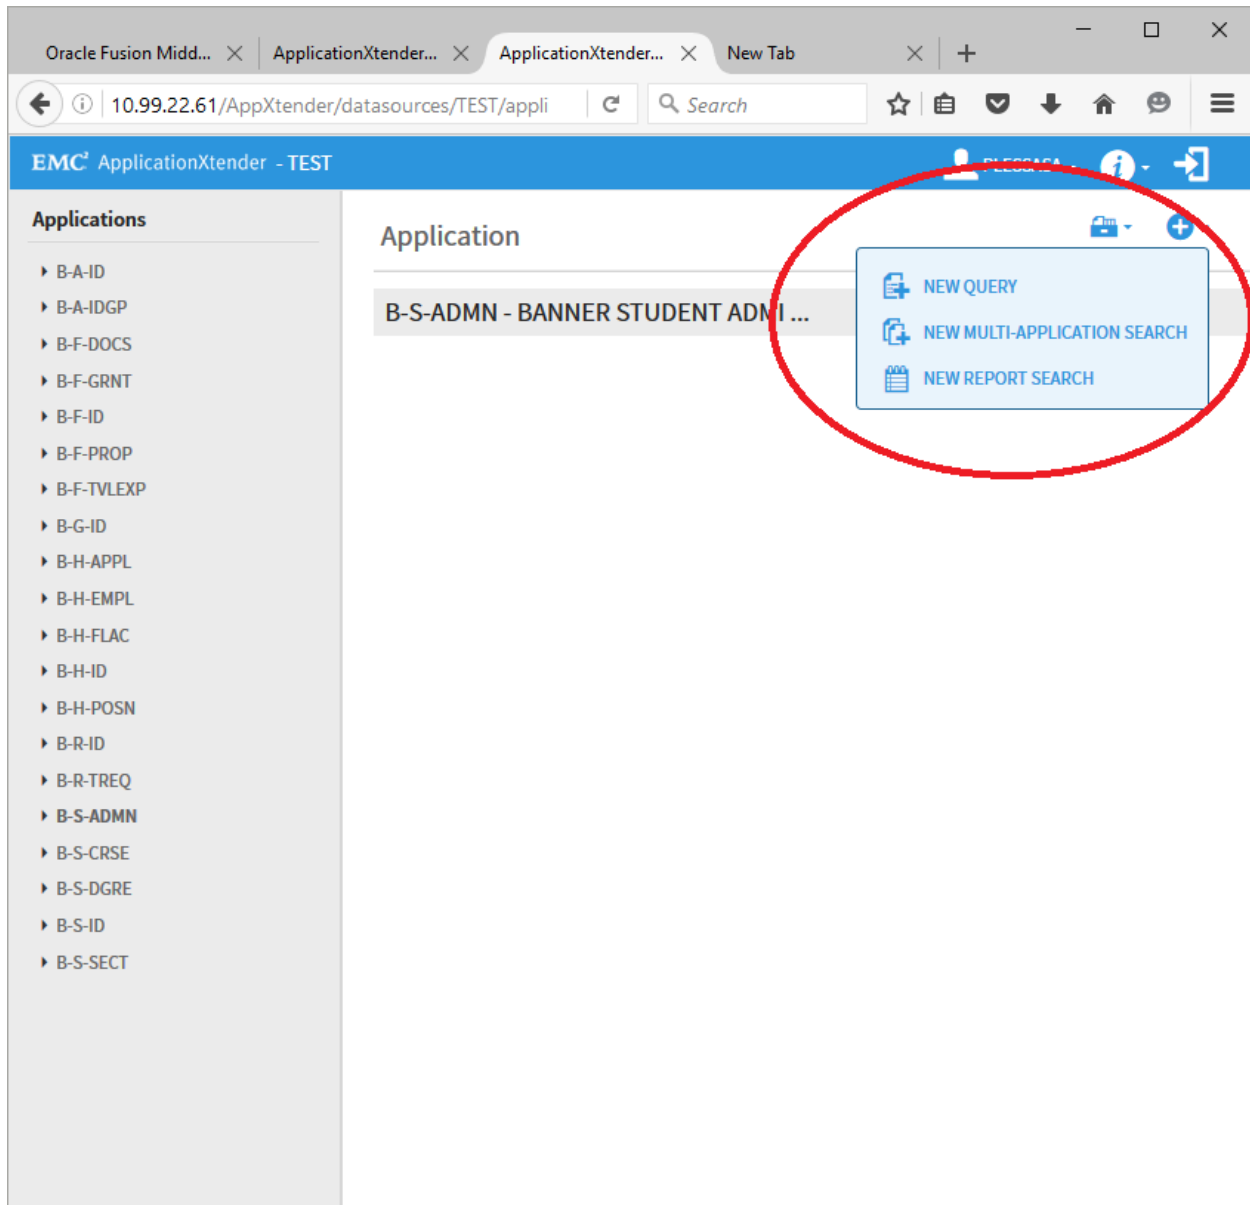 Oracle Fusion Midd...
ApplicationXtender...
ApplicationXtender...
New Tab
10.99.22.61/AppXtender/datasources/TEST/appli
Search
EMC² ApplicationXtender - TEST
Applications
B-A-ID
B-A-IDGP
B-F-DOCS
B-F-GRNT
B-F-ID
B-F-PROP
B-F-TVLEXP
B-G-ID
B-H-APPL
B-H-EMPL
B-H-FLAC
B-H-ID
B-H-POSN
B-R-ID
B-R-TREQ
B-S-ADMN
B-S-CRSE
B-S-DGRE
B-S-ID
B-S-SECT
Application
B-S-ADMN - BANNER STUDENT ADMI ...
NEW QUERY
NEW MULTI-APPLICATION SEARCH
NEW REPORT SEARCH